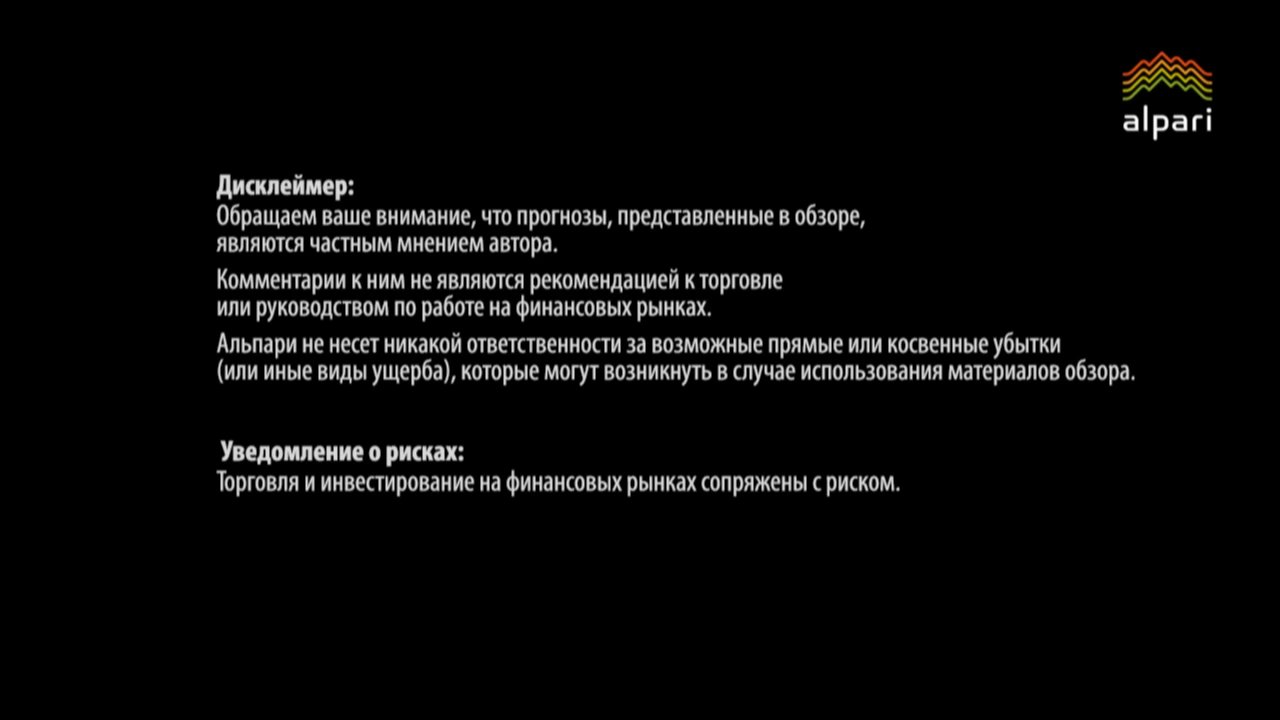 alpari
Дисклеймер:
Обращаем ваше внимание, что прогнозы, представленные в обзоре,
являются частным мнением автора.
Комментарии к ним не являются рекомендацией к торговле
или руководством по работе на финансовых рынках.
Альпари не несет никакой ответственности за возможные прямые или косвенные убытки
(или иные виды ущерба), которые могут возникнуть в случае использования материалов обзора.
Уведомление о рисках:
Торговля и инвестирование на финансовых рынках сопряжены с риском.